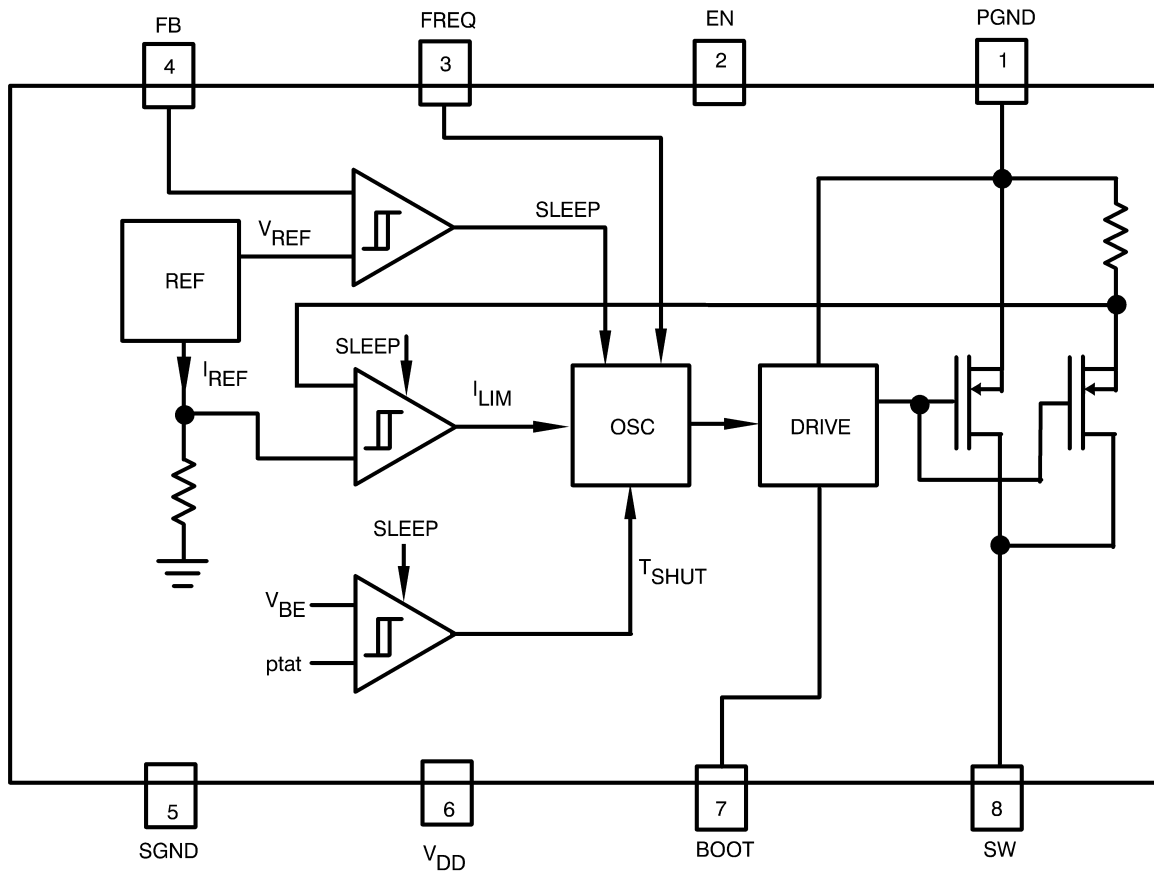 FB
FREQ
EN
PGND
4
3
2
1
SLEEP
VREF
REF
SLEEP
IREF
ILIM
OSC
DRIVE
SLEEP
TSHUT
VBE
ptat
5
6
7
8
SGND
VDD
BOOT
SW